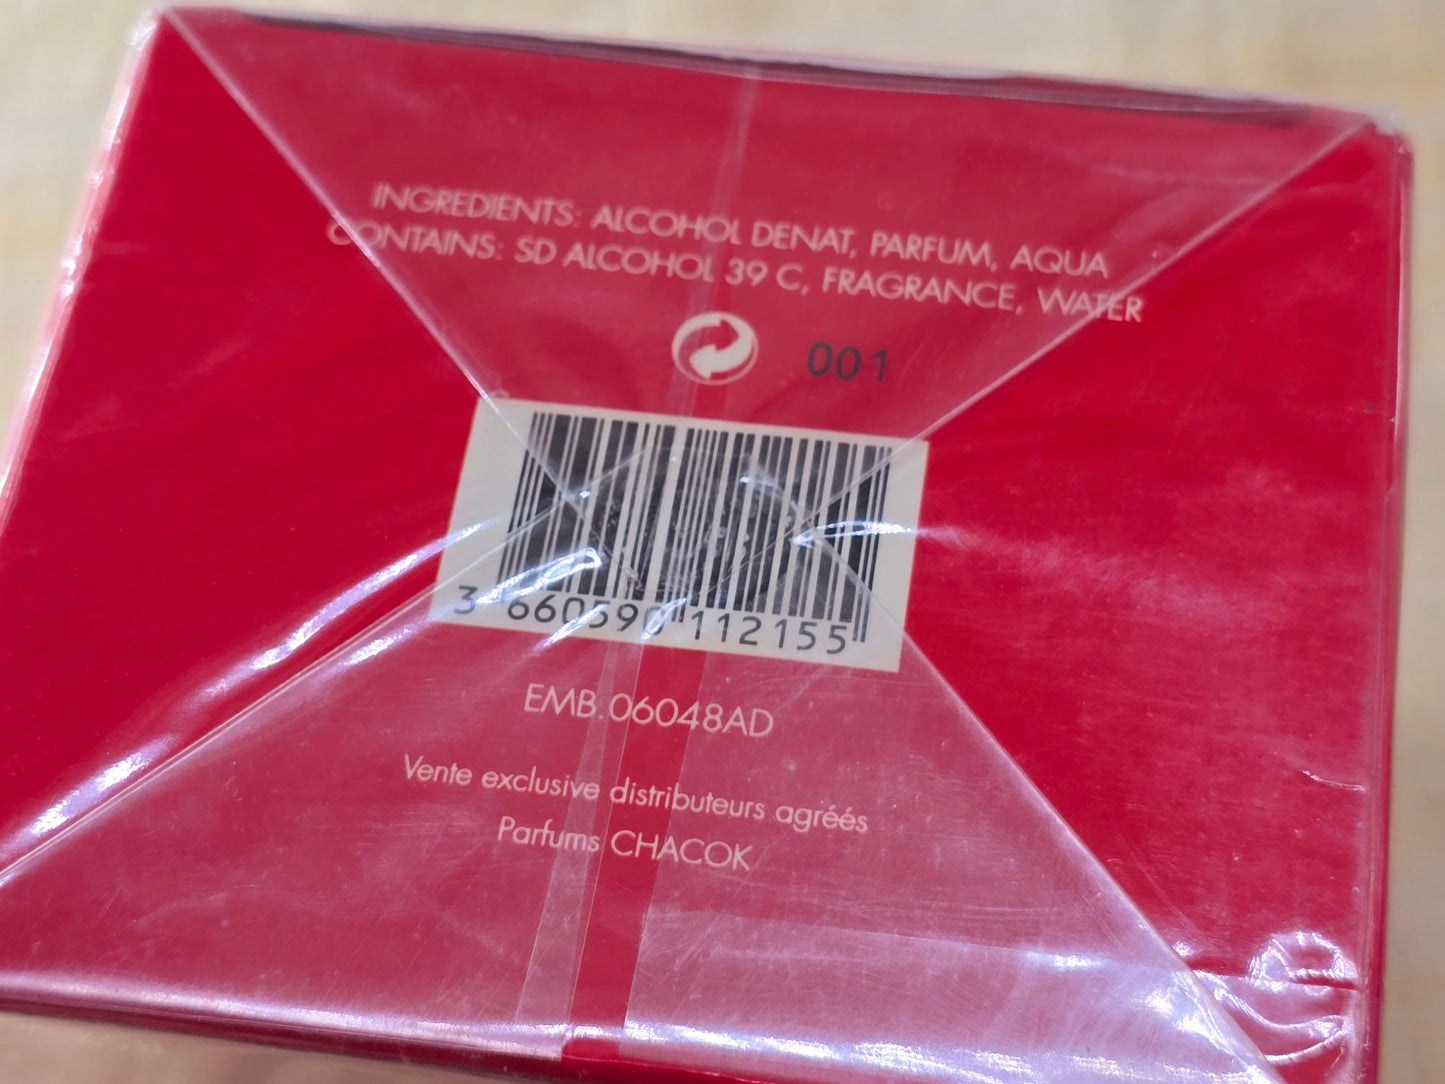 INGREDIENTS: ALCOHOL DENAT, PARFUM, AQUA
CONTAINS: SD ALCOHOL 39 C, FRAGRANCE, WATER
001
3 660590 112155
EMB.06048AD
Vente exclusive distributeurs agréés
Parfums CHACOK